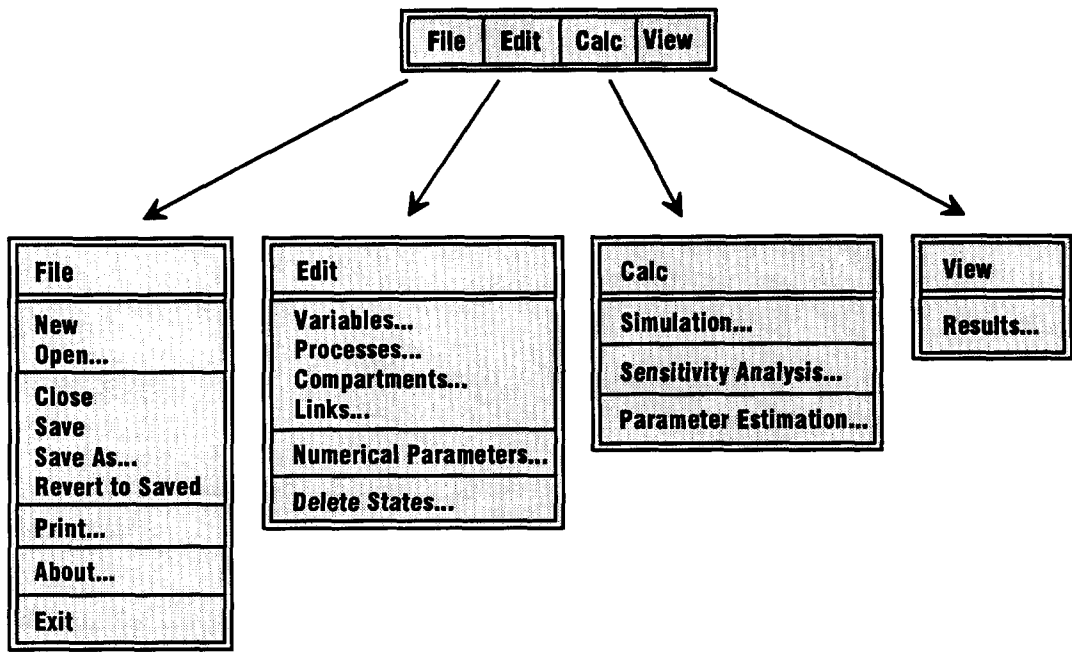 File Edit Calc View
File
New
Open...
Close
Save
Save As...
Revert to Saved
Print...
About...
Exit
Edit
Variables...
Processes...
Compartments...
Links...
Numerical Parameters...
Delete States...
Calc
Simulation...
Sensitivity Analysis...
Parameter Estimation...
View
Results...